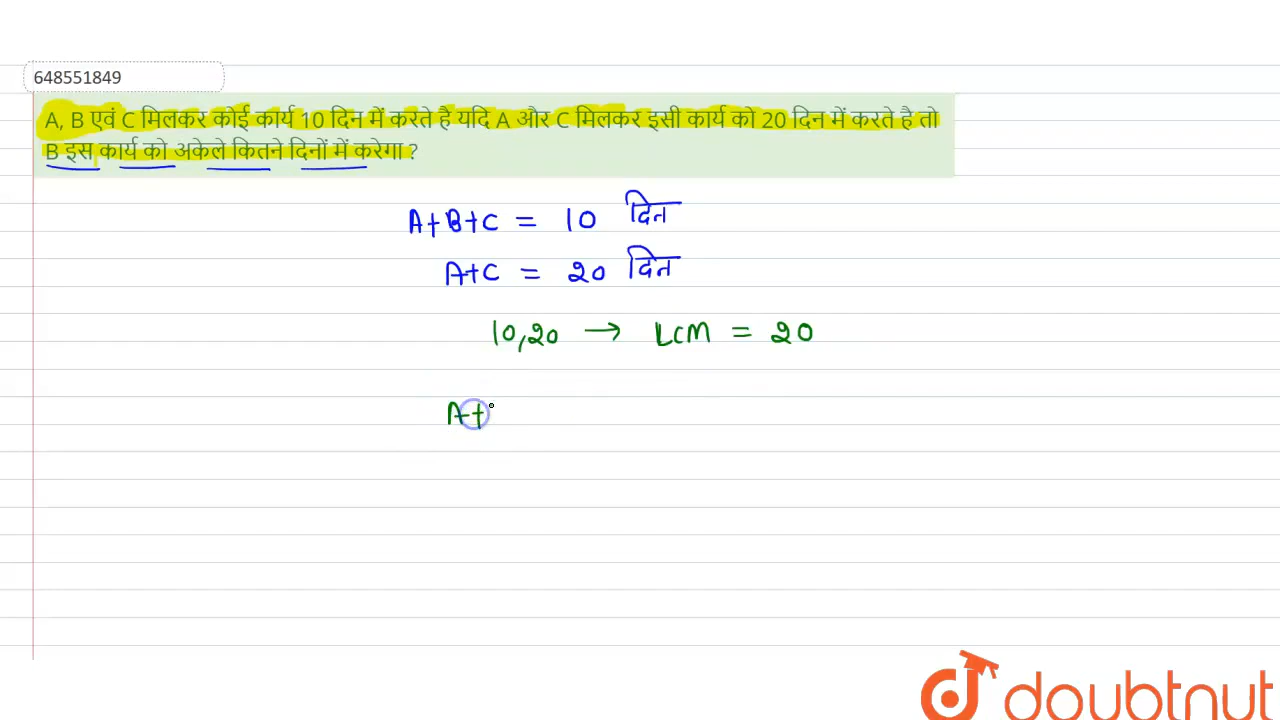 648551849
A, B एवं C मिलकर कोई कार्य 10 दिन में करते है यदि A और C मिलकर इसी कार्य को 20 दिन में करते है तो
B इस कार्य को अकेले कितने दिनों में करेगा ?
A+B+C = 10 दिन
A+C = 20 दिन
10,20 → LCM = 20
A+
doubtnut